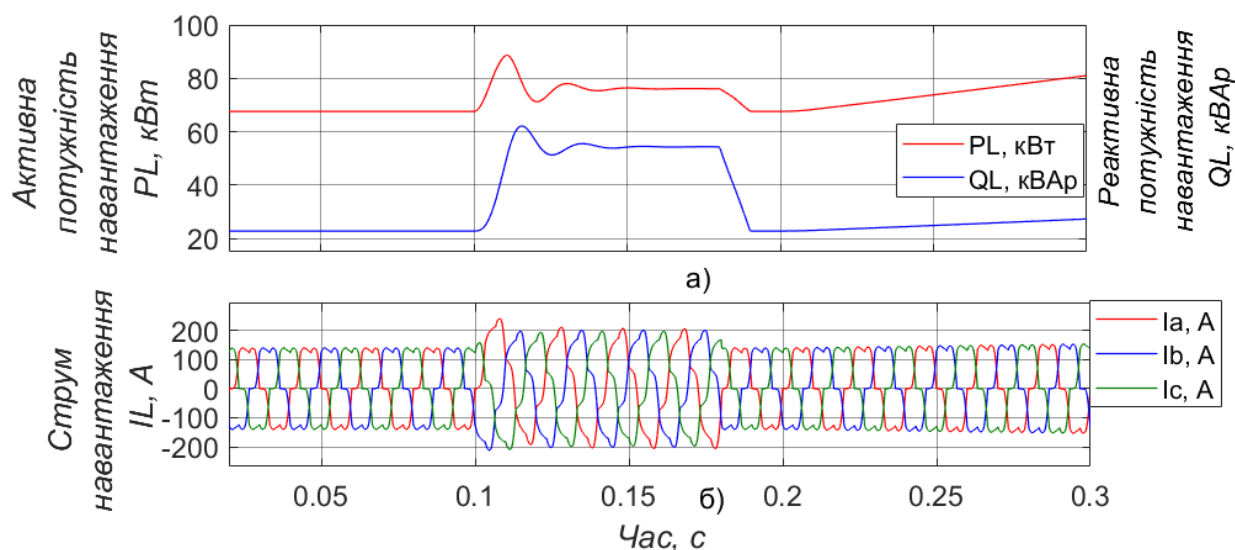 Активна
потужність
навантаження
PL, кВт
100
80
60
40
20
PL, кВт
QL, кВАр
Реактивна
потужність
навантаження
QL, кВАр
а)
Струм
навантаження
IL, А
200
100
0
-100
-200
Ia, А
Ib, А
Ic, А
0.05
0.1
0.15
б)
0.2
0.25
0.3
Час, с